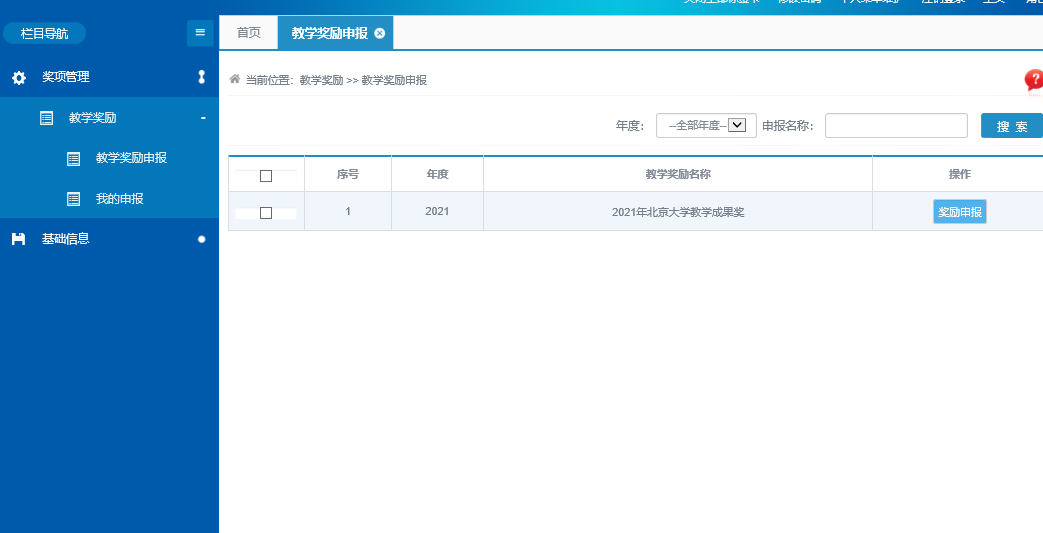 栏目导航
首页
教学奖励申报
奖项管理
教学奖励
-
教学奖励申报
我的申报
基础信息
当前位置: 教学奖励 >> 教学奖励申报
?
年度: --全部年度-- 申报名称: 搜 索
序号 年度 教学奖励名称 操作
1 2021 2021年北京大学教学成果奖 奖励申报